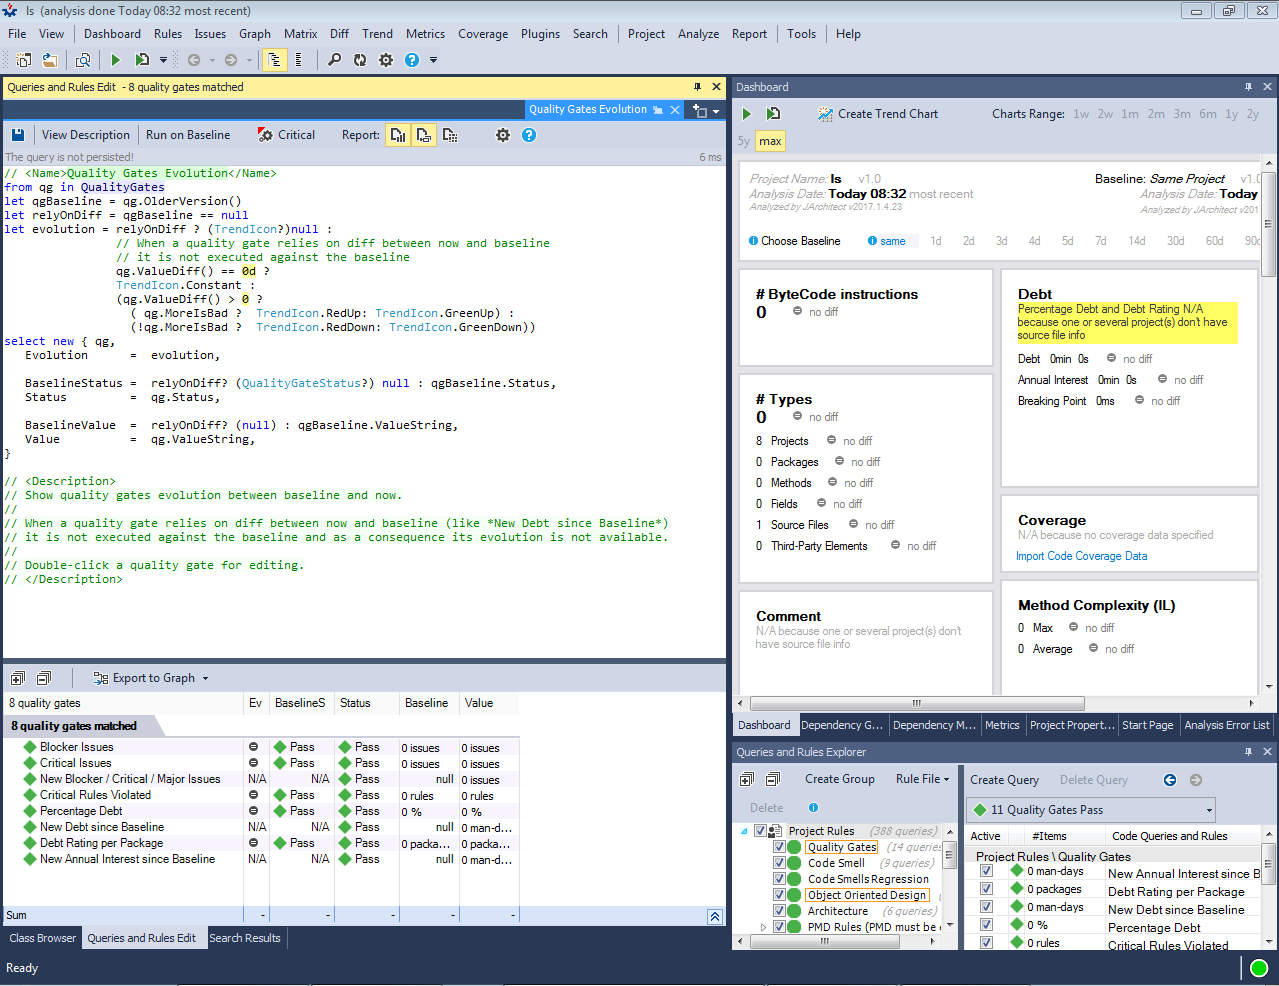 ls (analysis done Today 08:32 most recent)
File View Dashboard Rules Issues Graph Matrix Diff Trend Metrics Coverage Plugins Search Project Analyze Report Tools Help
Queries and Rules Edit - 8 quality gates matched
Quality Gates Evolution
View Description Run on Baseline Critical Report:
The query is not persisted! 6 ms
// <Name>Quality Gates Evolution</Name>
from qg in QualityGates
let qgBaseline = qg.OlderVersion()
let relyOnDiff = qgBaseline == null
let evolution = relyOnDiff ? (TrendIcon?)null :
// When a quality gate relies on diff between now and baseline
// it is not executed against the baseline
qg.ValueDiff() == 0d ?
TrendIcon.Constant :
(qg.ValueDiff() > 0 ?
( qg.MoreIsBad ? TrendIcon.RedUp: TrendIcon.GreenUp) :
(!qg.MoreIsBad ? TrendIcon.RedDown: TrendIcon.GreenDown))
select new { qg,
Evolution = evolution,
BaselineStatus = relyOnDiff? (QualityGateStatus?) null : qgBaseline.Status,
Status = qg.Status,
BaselineValue = relyOnDiff? (null) : qgBaseline.ValueString,
Value = qg.ValueString,
}
// <Description>
// Show quality gates evolution between baseline and now.
//
// When a quality gate relies on diff between now and baseline (like *New Debt since Baseline*)
// it is not executed against the baseline and as a consequence its evolution is not available.
//
// Double-click a quality gate for editing.
// </Description>
Export to Graph
8 quality gates Ev BaselineS Status Baseline Value
8 quality gates matched
Blocker Issues Pass Pass 0 issues 0 issues
Critical Issues Pass Pass 0 issues 0 issues
New Blocker / Critical / Major Issues N/A N/A Pass null 0 issues
Critical Rules Violated Pass Pass 0 rules 0 rules
Percentage Debt Pass Pass 0 % 0 %
New Debt since Baseline N/A N/A Pass null 0 man-d...
Debt Rating per Package Pass Pass 0 packa... 0 packa...
New Annual Interest since Baseline N/A N/A Pass null 0 man-d...
Sum - - - - -
Class Browser Queries and Rules Edit Search Results
Ready
Dashboard
Create Trend Chart Charts Range: 1w 2w 1m 2m 3m 6m 1y 2y
5y max
Project Name: ls v1.0 Baseline: Same Project v1.0
Analysis Date: Today 08:32 most recent Analysis Date: Today
Analyzed by JArchitect v2017.1.4.23 Analyzed by JArchitect v201
Choose Baseline same 1d 2d 3d 4d 5d 7d 14d 30d 60d 90d
# ByteCode instructions
0 no diff
# Types
0 no diff
8 Projects no diff
0 Packages no diff
0 Methods no diff
0 Fields no diff
1 Source Files no diff
0 Third-Party Elements no diff
Comment
N/A because one or several project(s) don't
have source file info
Debt
Percentage Debt and Debt Rating N/A
because one or several project(s) don't have
source file info
Debt 0min 0s no diff
Annual Interest 0min 0s no diff
Breaking Point 0ms no diff
Coverage
N/A because no coverage data specified
Import Code Coverage Data
Method Complexity (IL)
0 Max no diff
0 Average no diff
Dashboard Dependency G... Dependency M... Metrics Project Propert... Start Page Analysis Error List
Queries and Rules Explorer
Create Group Rule File
Delete
Project Rules (388 queries)
Quality Gates (14 queries
Code Smell (9 queries)
Code Smells Regression
Object Oriented Design
Architecture (6 queries)
PMD Rules (PMD must be
Create Query Delete Query
11 Quality Gates Pass
Active #Items Code Queries and Rules
Project Rules \ Quality Gates
0 man-days New Annual Interest since B
0 packages Debt Rating per Package
0 man-days New Debt since Baseline
0 % Percentage Debt
0 rules Critical Rules Violated